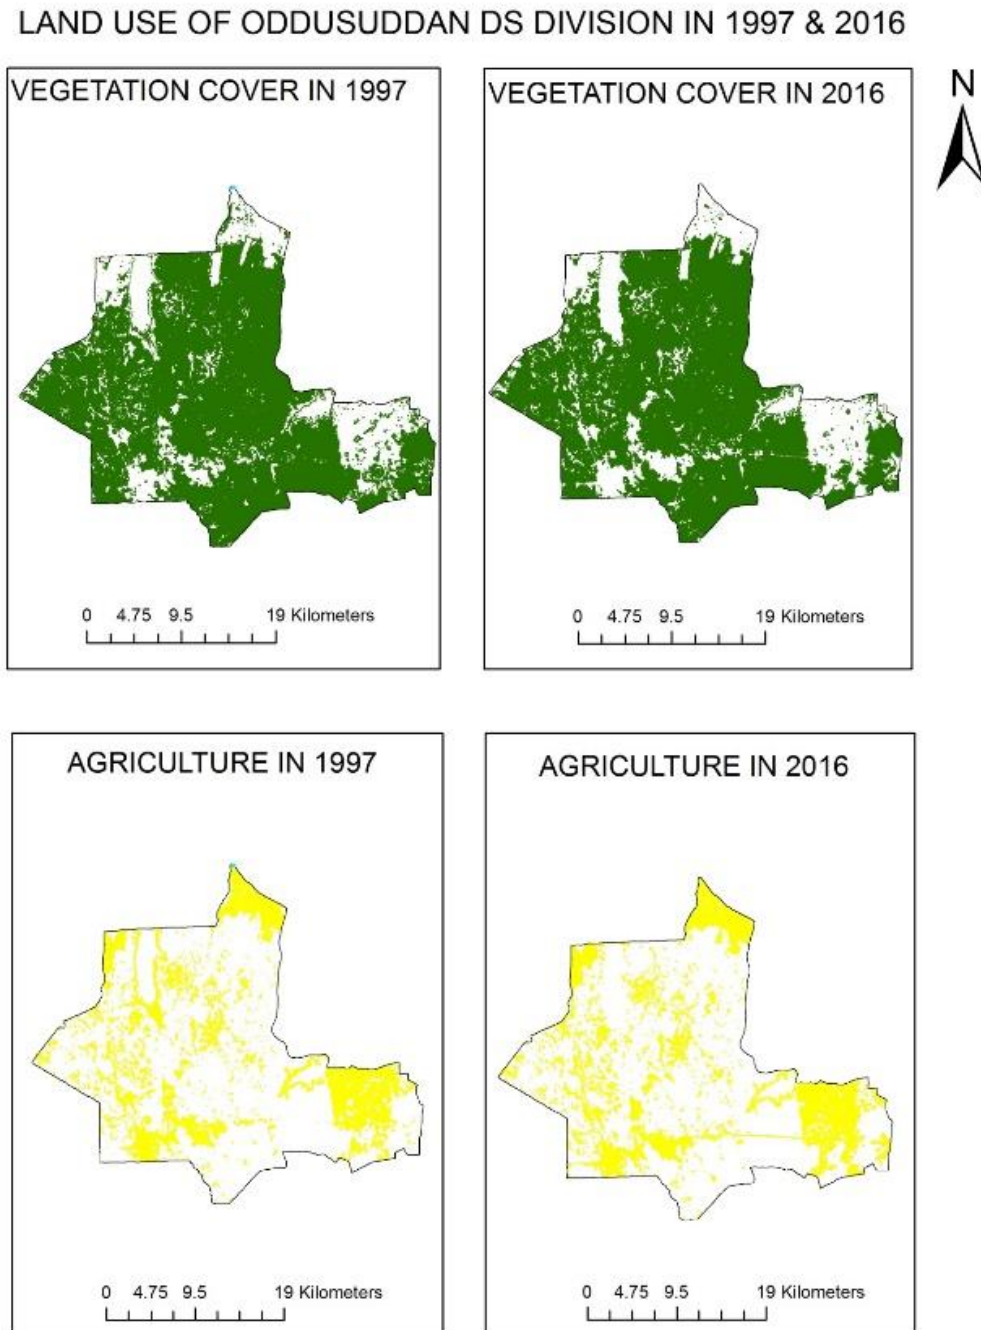 LAND USE OF ODDUSUDDAN DS DIVISION IN 1997 & 2016
VEGETATION COVER IN 1997
VEGETATION COVER IN 2016
N
0 4.75 9.5 19 Kilometers
0 4.75 9.5 19 Kilometers
AGRICULTURE IN 1997
AGRICULTURE IN 2016
0 4.75 9.5 19 Kilometers
0 4.75 9.5 19 Kilometers